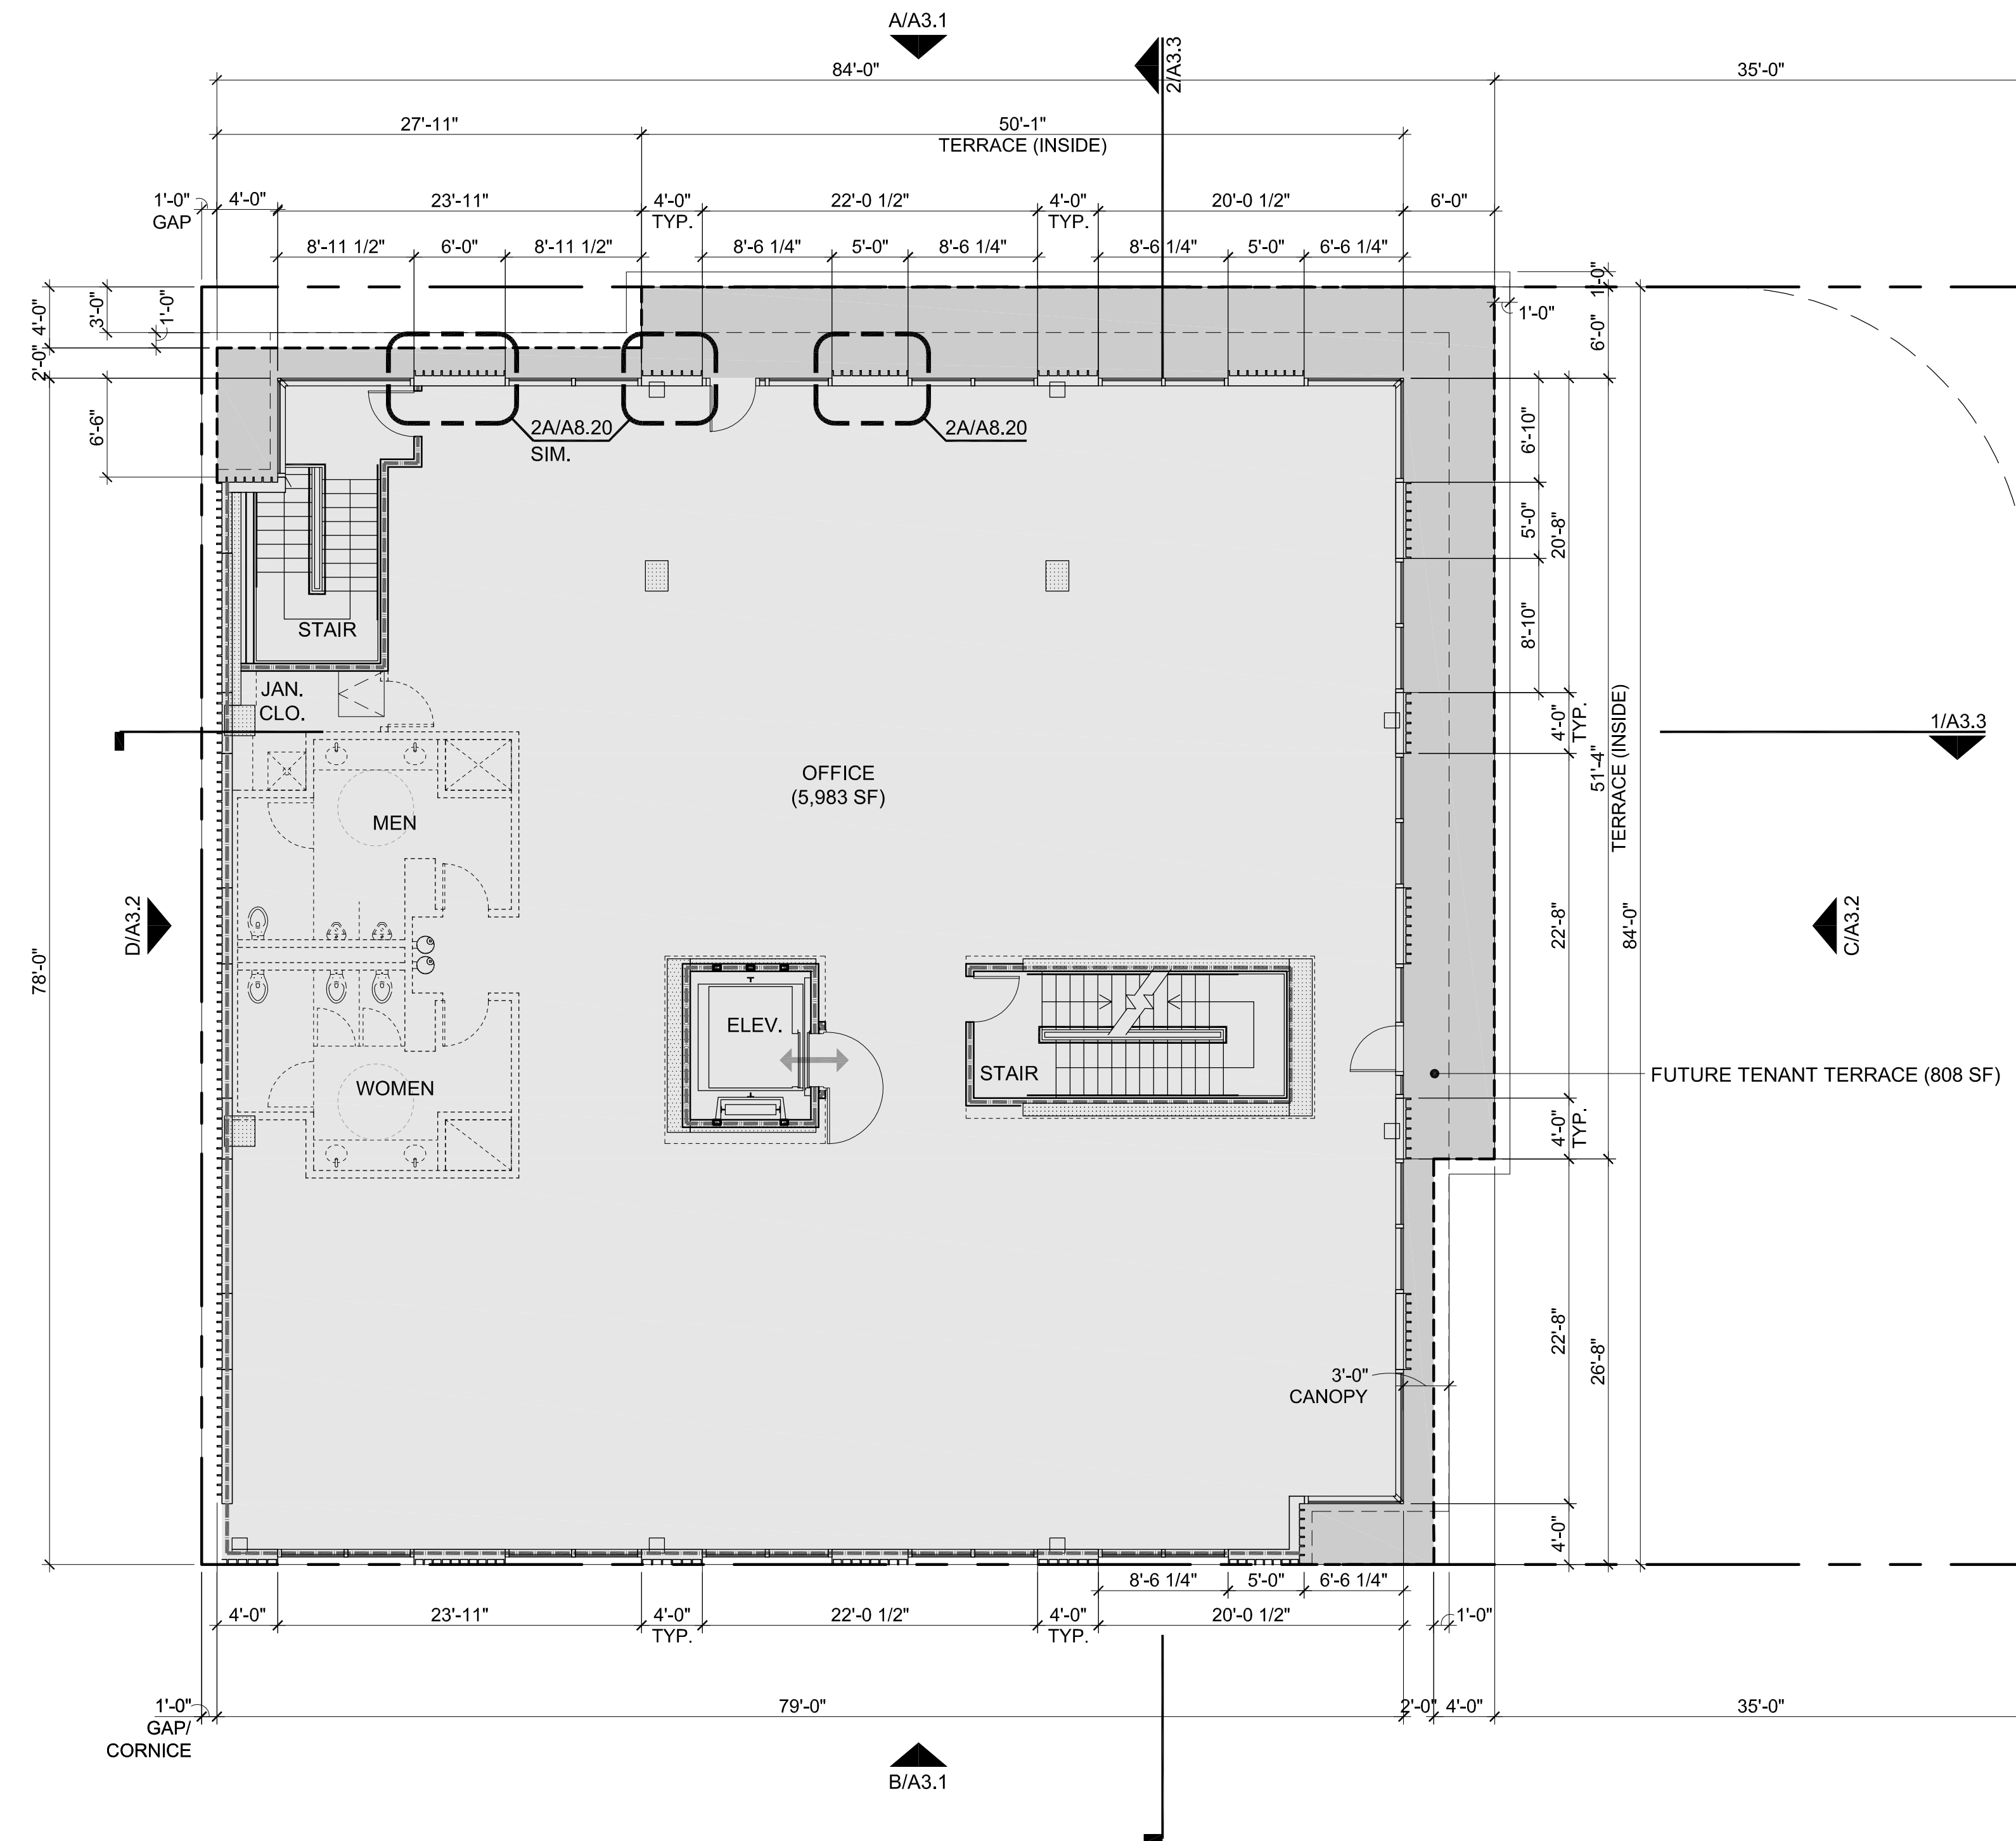 A/A3.1
2/A3.3
84'-0"
35'-0"
27'-11"
50'-1"
TERRACE (INSIDE)
1'-0"
GAP
4'-0"
23'-11"
4'-0"
TYP.
22'-0 1/2"
4'-0"
TYP.
20'-0 1/2"
6'-0"
8'-11 1/2"
6'-0"
8'-11 1/2"
8'-6 1/4"
5'-0"
8'-6 1/4"
8'-6 1/4"
5'-0"
6'-6 1/4"
4'-0"
3'-0"
1'-0"
2'-0"
6'-6"
1'-0"
1'-0"
6'-0"
2A/A8.20
SIM.
2A/A8.20
6'-10"
5'-0"
20'-8"
8'-10"
STAIR
JAN.
CLO.
4'-0"
TYP.
51'-4"
TERRACE (INSIDE)
84'-0"
1/A3.3
OFFICE
(5,983 SF)
MEN
D/A3.2
78'-0"
22'-8"
C/A3.2
ELEV.
STAIR
WOMEN
FUTURE TENANT TERRACE (808 SF)
4'-0"
TYP.
22'-8"
26'-8"
3'-0"
CANOPY
4'-0"
8'-6 1/4"
5'-0"
6'-6 1/4"
4'-0"
23'-11"
4'-0"
TYP.
22'-0 1/2"
4'-0"
TYP.
20'-0 1/2"
1'-0"
1'-0"
GAP/
CORNICE
79'-0"
2'-0"
4'-0"
35'-0"
B/A3.1